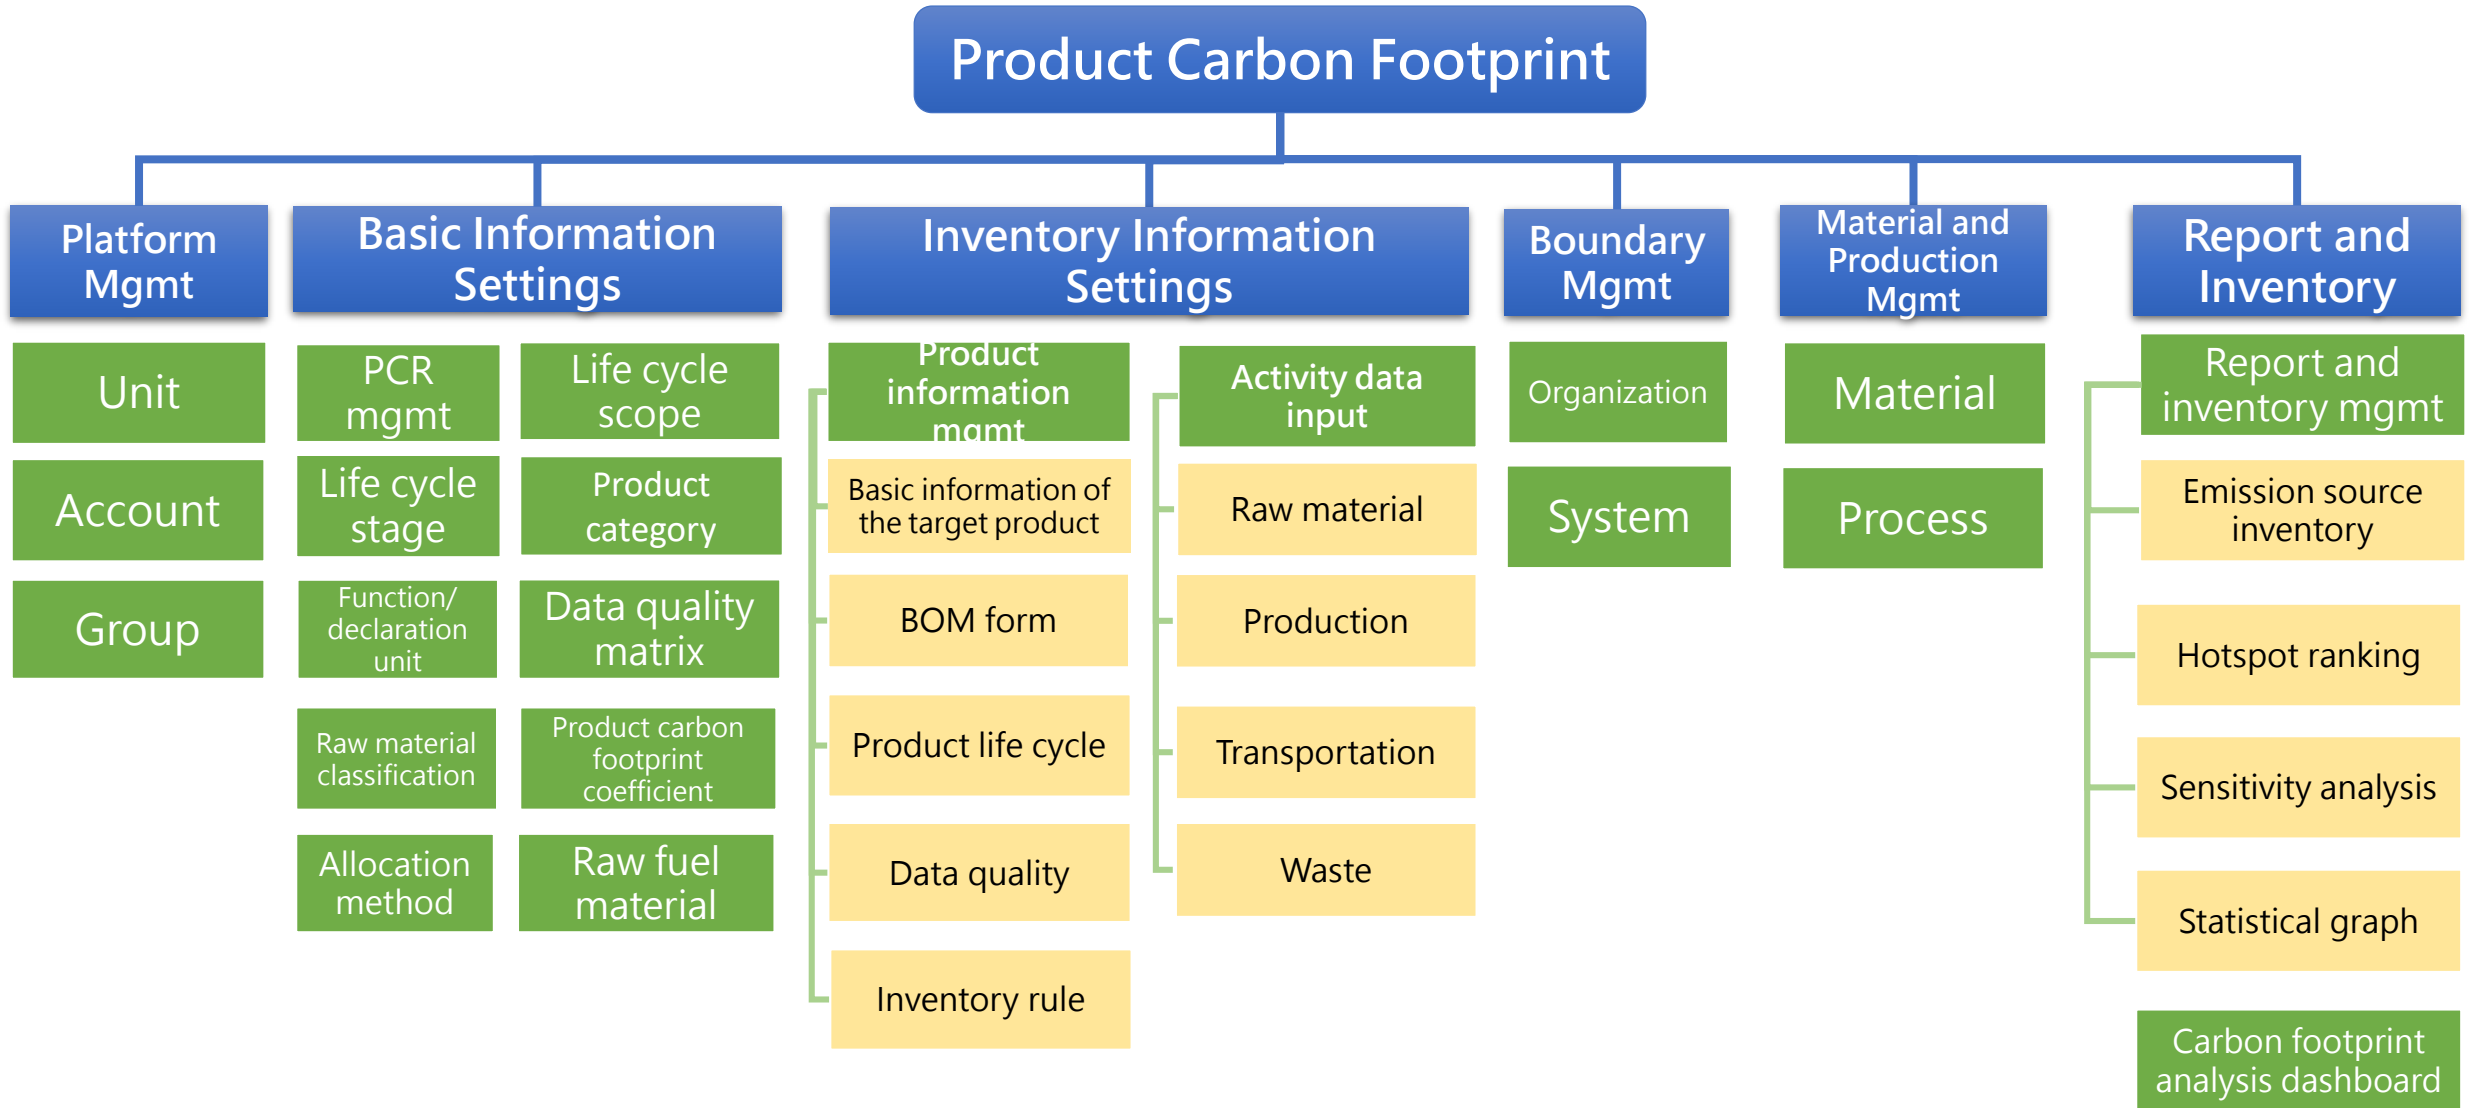 Product Carbon Footprint
Platform
Mgmt
Unit
Account
Group
Basic Information
Settings
PCR
mgmt
Life cycle
scope
Life cycle
stage
Product
category
Function/
declaration
unit
Data quality
matrix
Raw material
classification
Product carbon
footprint
coefficient
Allocation
method
Raw fuel
material
Inventory Information
Settings
Product
information
mgmt
Basic information of
the target product
BOM form
Product life cycle
Data quality
Inventory rule
Activity data
input
Raw material
Production
Transportation
Waste
Boundary
Mgmt
Organization
System
Material and
Production
Mgmt
Material
Process
Report and
Inventory
Report and
inventory mgmt
Emission source
inventory
Hotspot ranking
Sensitivity analysis
Statistical graph
Carbon footprint
analysis dashboard